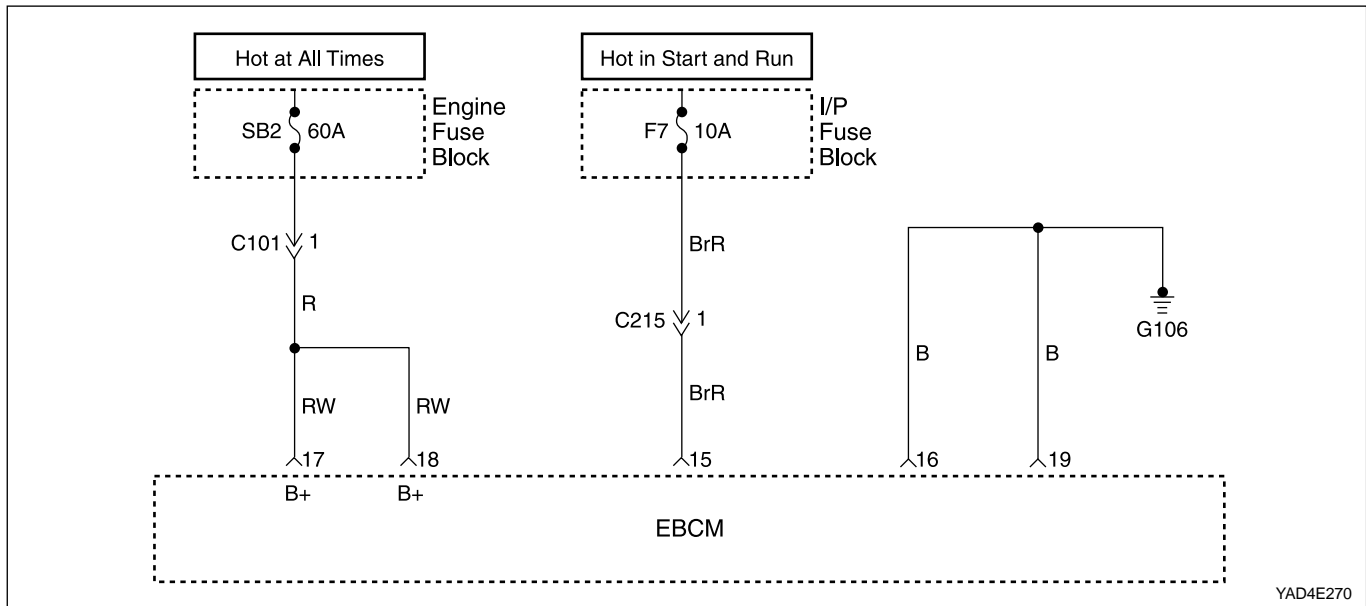 Hot at All Times
Hot in Start and Run
SB2 60A
Engine
Fuse
Block
F7 10A
I/P
Fuse
Block
C101 1
BrR
R
C215 1
G106
B
B
BrR
RW
RW
17
18
15
16
19
B+
B+
EBCM
YAD4E270